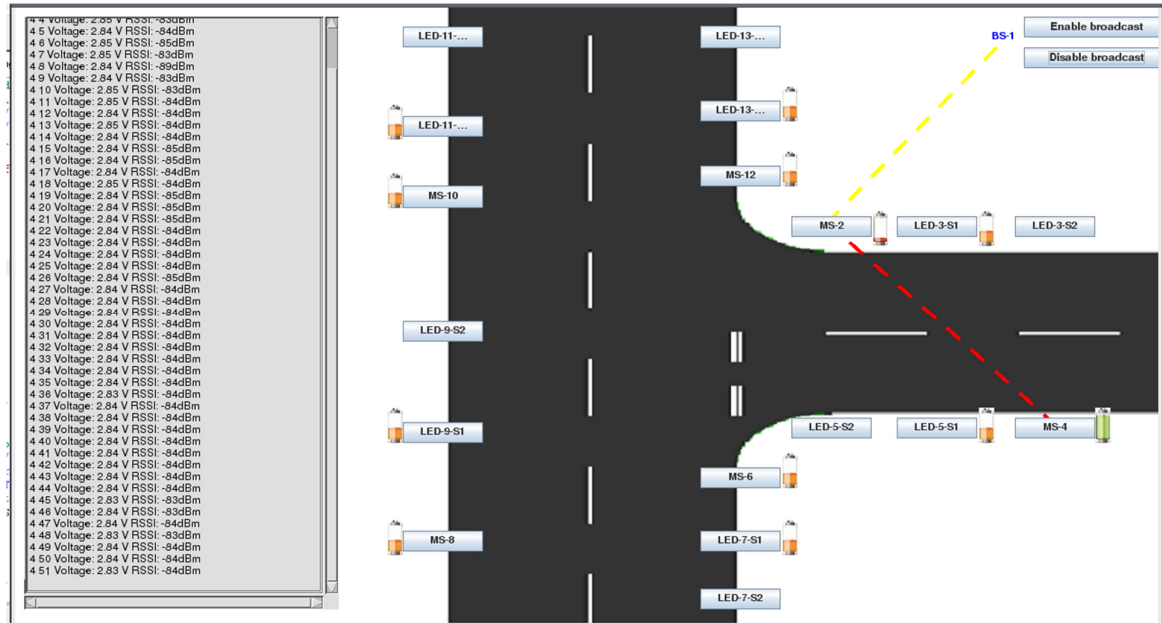 4 4 Voltage: 2.85 V RSSI: -83dBm
4 5 Voltage: 2.84 V RSSI: -84dBm
4 6 Voltage: 2.85 V RSSI: -84dBm
4 7 Voltage: 2.85 V RSSI: -83dBm
4 8 Voltage: 2.84 V RSSI: -89dBm
4 9 Voltage: 2.84 V RSSI: -83dBm
4 10 Voltage: 2.85 V RSSI: -83dBm
4 11 Voltage: 2.85 V RSSI: -84dBm
4 12 Voltage: 2.84 V RSSI: -84dBm
4 13 Voltage: 2.85 V RSSI: -84dBm
4 14 Voltage: 2.84 V RSSI: -84dBm
4 15 Voltage: 2.84 V RSSI: -85dBm
4 16 Voltage: 2.84 V RSSI: -85dBm
4 17 Voltage: 2.84 V RSSI: -84dBm
4 18 Voltage: 2.85 V RSSI: -84dBm
4 19 Voltage: 2.84 V RSSI: -85dBm
4 20 Voltage: 2.84 V RSSI: -85dBm
4 21 Voltage: 2.84 V RSSI: -85dBm
4 22 Voltage: 2.84 V RSSI: -84dBm
4 23 Voltage: 2.84 V RSSI: -84dBm
4 24 Voltage: 2.84 V RSSI: -84dBm
4 25 Voltage: 2.84 V RSSI: -84dBm
4 26 Voltage: 2.84 V RSSI: -85dBm
4 27 Voltage: 2.84 V RSSI: -84dBm
4 28 Voltage: 2.84 V RSSI: -84dBm
4 29 Voltage: 2.84 V RSSI: -84dBm
4 30 Voltage: 2.84 V RSSI: -84dBm
4 31 Voltage: 2.84 V RSSI: -84dBm
4 32 Voltage: 2.84 V RSSI: -84dBm
4 33 Voltage: 2.84 V RSSI: -84dBm
4 34 Voltage: 2.84 V RSSI: -84dBm
4 35 Voltage: 2.84 V RSSI: -84dBm
4 36 Voltage: 2.83 V RSSI: -84dBm
4 37 Voltage: 2.84 V RSSI: -84dBm
4 38 Voltage: 2.84 V RSSI: -84dBm
4 39 Voltage: 2.84 V RSSI: -84dBm
4 40 Voltage: 2.84 V RSSI: -84dBm
4 41 Voltage: 2.84 V RSSI: -84dBm
4 42 Voltage: 2.84 V RSSI: -84dBm
4 43 Voltage: 2.84 V RSSI: -84dBm
4 44 Voltage: 2.84 V RSSI: -84dBm
4 45 Voltage: 2.83 V RSSI: -83dBm
4 46 Voltage: 2.84 V RSSI: -83dBm
4 47 Voltage: 2.84 V RSSI: -84dBm
4 48 Voltage: 2.83 V RSSI: -83dBm
4 49 Voltage: 2.84 V RSSI: -84dBm
4 50 Voltage: 2.84 V RSSI: -84dBm
4 51 Voltage: 2.83 V RSSI: -84dBm
LED-11-...
LED-13-...
BS-1
Enable broadcast
Disable broadcast
LED-11-...
LED-13-...
MS-10
MS-12
MS-2
LED-3-S1
LED-3-S2
LED-9-S2
LED-9-S1
LED-5-S2
LED-5-S1
MS-4
MS-6
MS-8
LED-7-S1
LED-7-S2